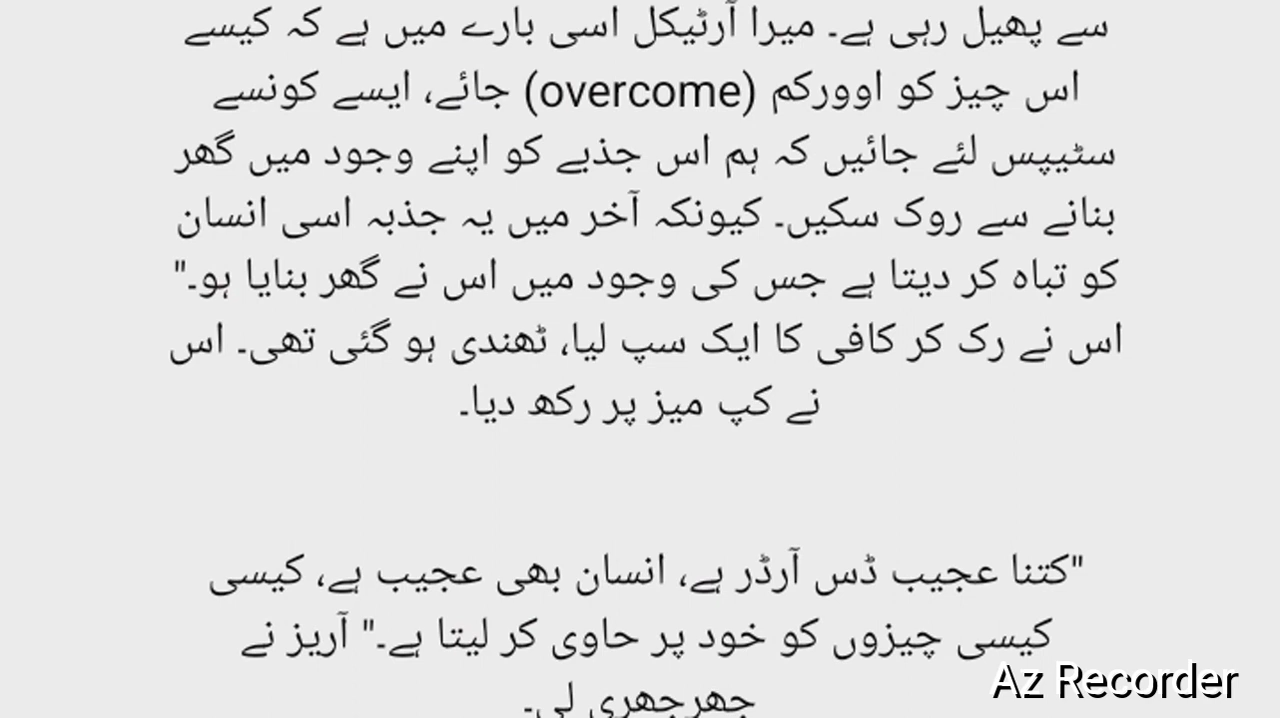 سے پھیل رہی ہے۔ میرا آرٹیکل اسی بارے میں ہے کہ کیسے
اس چیز کو اوورکم (overcome) جائے، ایسے کونسے
سٹیپس لئے جائیں کہ ہم اس جذبے کو اپنے وجود میں گھر
بنانے سے روک سکیں۔ کیونکہ آخر میں یہ جذبہ اسی انسان
کو تباہ کر دیتا ہے جس کی وجود میں اس نے گھر بنایا ہو۔"
اس نے رک کر کافی کا ایک سپ لیا، ٹھنڈی ہو گئی تھی۔ اس
نے کپ میز پر رکھ دیا۔
"کتنا عجیب ڈس آرڈر ہے، انسان بھی عجیب ہے، کیسی
کیسی چیزوں کو خود پر حاوی کر لیتا ہے۔" آریز نے
جھرجھری لی۔
Az Recorder